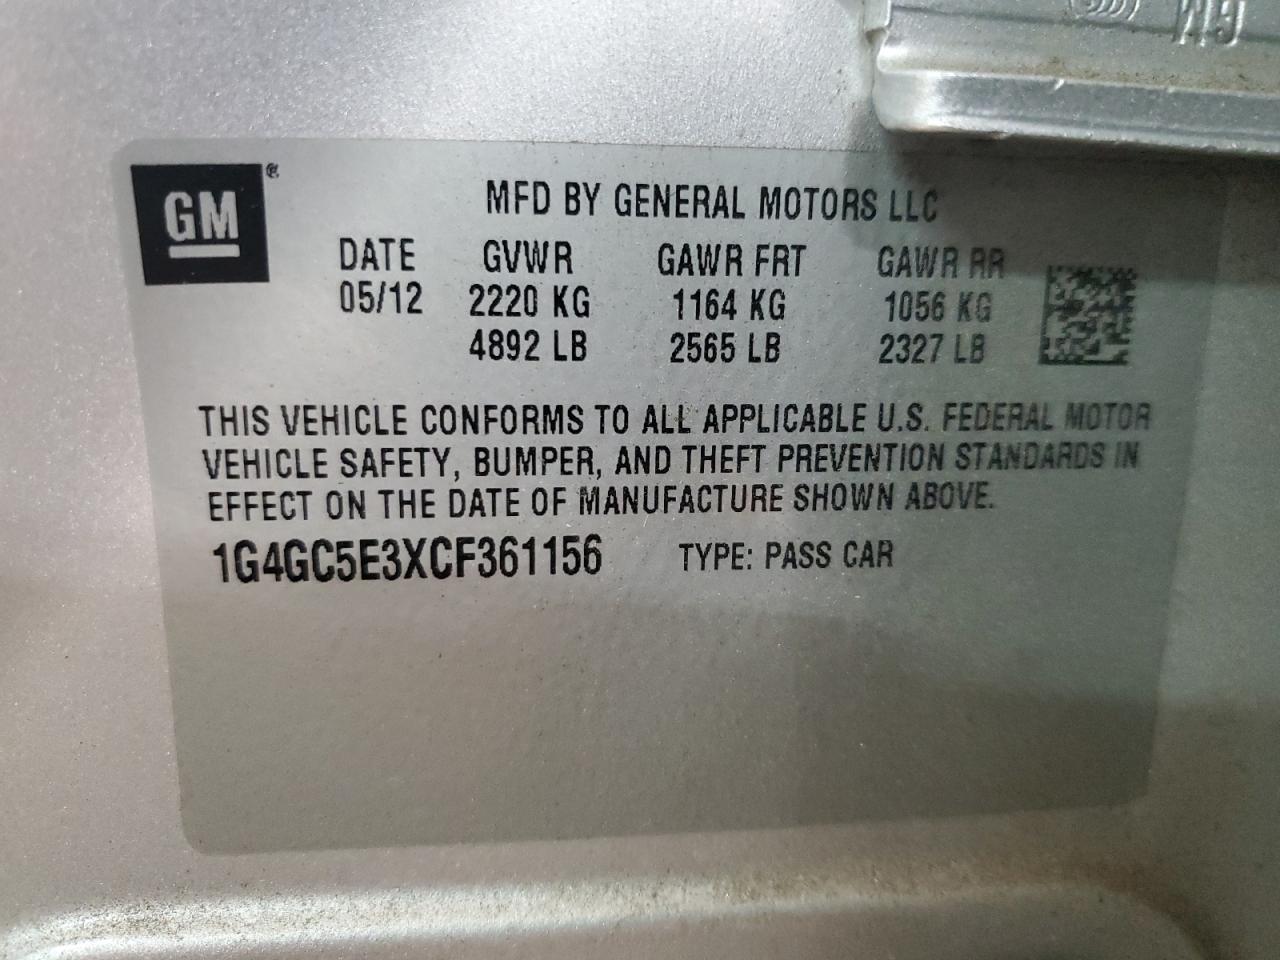 GM
GM®
MFD BY GENERAL MOTORS LLC
DATE GVWR GAWR FRT GAWR RR
05/12 2220 KG 1164 KG 1056 KG
4892 LB 2565 LB 2327 LB
THIS VEHICLE CONFORMS TO ALL APPLICABLE U.S. FEDERAL MOTOR
VEHICLE SAFETY, BUMPER, AND THEFT PREVENTION STANDARDS IN
EFFECT ON THE DATE OF MANUFACTURE SHOWN ABOVE.
1G4GC5E3XCF361156 TYPE: PASS CAR